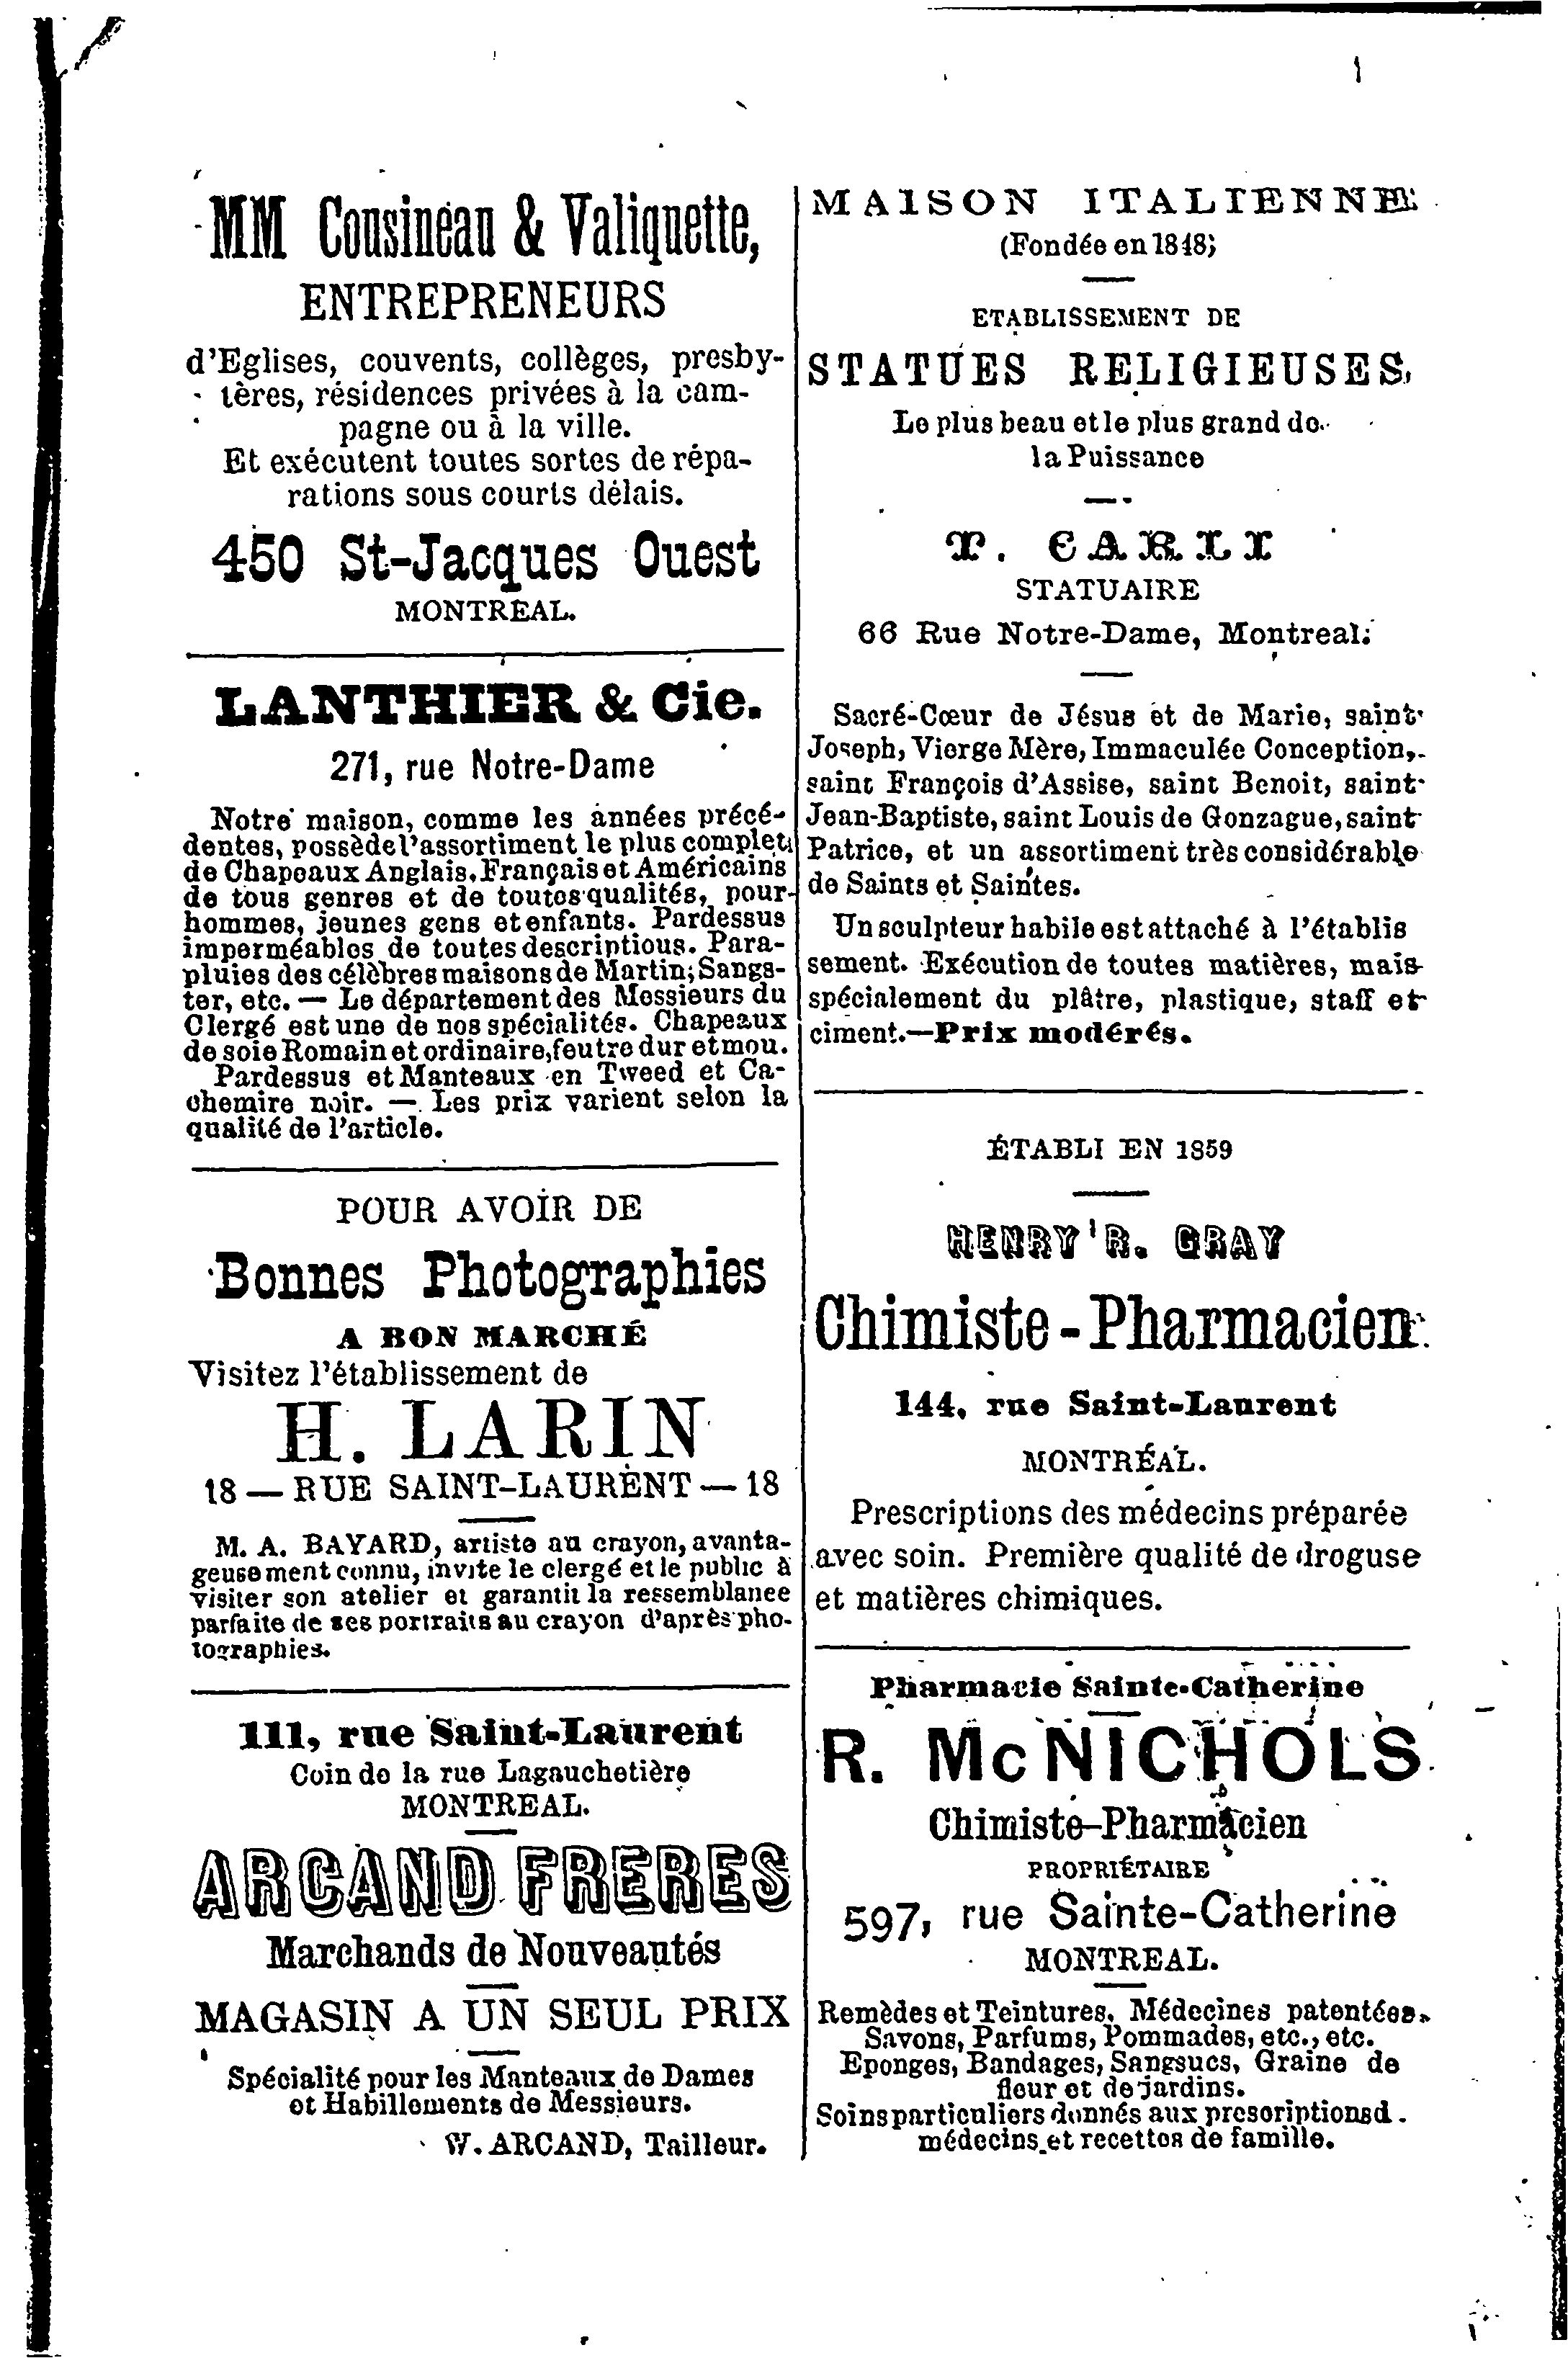 MM Cousineau & Valiquette,
ENTREPRENEURS
d'Eglises, couvents, collèges, presby-
tères, résidences privées à la cam-
pagne ou à la ville.
Et exécutent toutes sortes de répa-
rations sous courts délais.
450 St-Jacques Ouest
MONTREAL.
LANTHIER & Cie.
271, rue Notre-Dame
Notre maison, comme les années précé-
dentes, possède l'assortiment le plus complet
de Chapeaux Anglais, Français et Américains
de tous genres et de toutes qualités, pour
hommes, jeunes gens et enfants. Pardessus
imperméables de toutes descriptious. Para-
pluies des célèbres maisons de Martin; Sangs-
ter, etc. — Le département des Messieurs du
Clergé est une de nos spécialités. Chapeaux
de soie Romain et ordinaire, feutre dur et mou.
Pardessus et Manteaux en Tweed et Ca-
chemire noir. — Les prix varient selon la
qualité de l'article.
POUR AVOIR DE
Bonnes Photographies
A BON MARCHÉ
Visitez l'établissement de
H. LARIN
18 — RUE SAINT-LAURENT — 18
M. A. BAYARD, artiste au crayon, avanta-
geusement connu, invite le clergé et le public à
visiter son atelier et garantit la ressemblance
parfaite de ses portraits au crayon d'après pho-
tographies.
111, rue Saint-Laurent
Coin de la rue Lagauchetière
MONTREAL.
ARCAND FRERES
Marchands de Nouveautés
MAGASIN A UN SEUL PRIX
Spécialité pour les Manteaux de Dames
et Habillements de Messieurs.
W. ARCAND, Tailleur.
MAISON ITALIENNE
(Fondée en 1848)
ETABLISSEMENT DE
STATUES RELIGIEUSES,
Le plus beau et le plus grand de
la Puissance
T. CARLI
STATUAIRE
66 Rue Notre-Dame, Montreal.
Sacré-Cœur de Jésus et de Marie, saint
Joseph, Vierge Mère, Immaculée Conception,
saint François d'Assise, saint Benoit, saint
Jean-Baptiste, saint Louis de Gonzague, saint
Patrice, et un assortiment très considérable
de Saints et Saintes.
Un sculpteur habile est attaché à l'établis
sement. Exécution de toutes matières, mais
spécialement du plâtre, plastique, staff et
ciment.—Prix modérés.
ÉTABLI EN 1859
HENRY R. GRAY
Chimiste-Pharmacien
144, rue Saint-Laurent
MONTRÉAL.
Prescriptions des médecins préparée
avec soin. Première qualité de droguse
et matières chimiques.
Pharmacie Sainte-Catherine
R. McNICHOLS
Chimiste-Pharmacien
PROPRIÉTAIRE
597, rue Sainte-Catherine
MONTREAL.
Remèdes et Teintures, Médecines patentées,
Savons, Parfums, Pommades, etc., etc.
Eponges, Bandages, Sangsucs, Graine de
fleur et de jardins.
Soins particuliers donnés aux prescriptionsd.
médecins et recettes de famille.